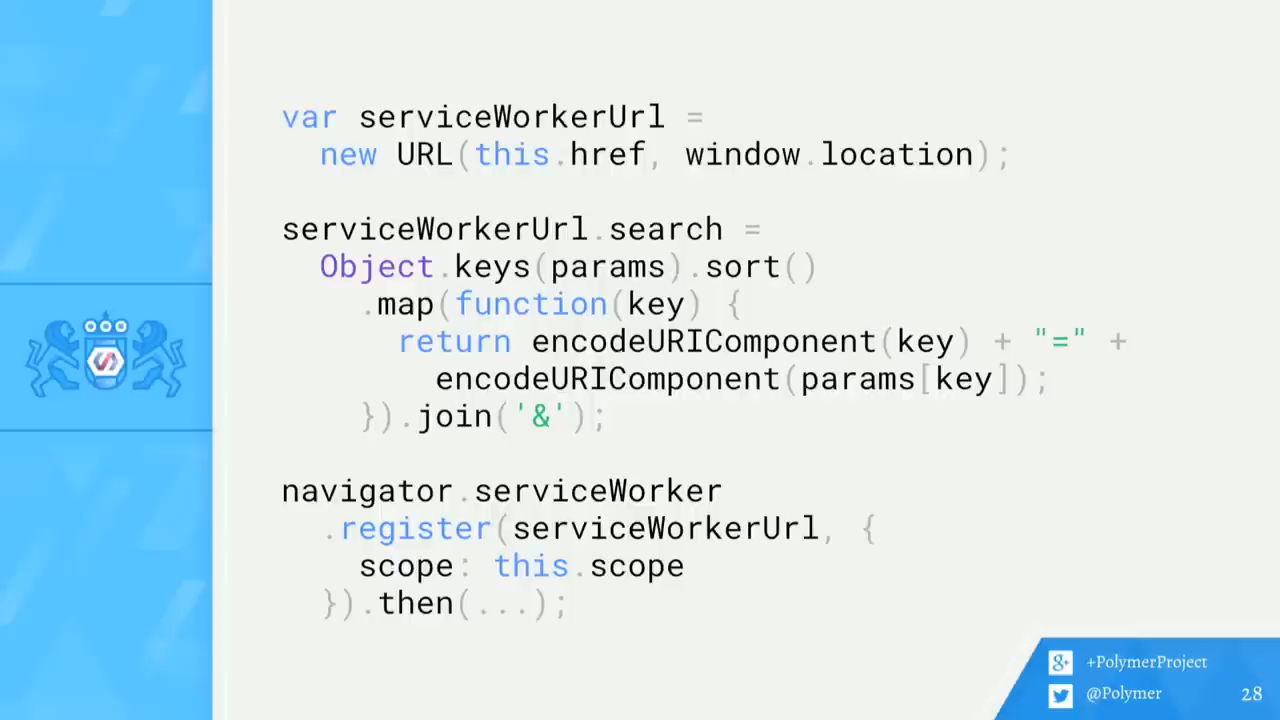 var serviceWorkerUrl =
  new URL(this.href, window.location);
serviceWorkerUrl.search =
  Object.keys(params).sort()
    .map(function(key) {
      return encodeURIComponent(key) + "=" +
        encodeURIComponent(params[key]);
    }).join('&');
navigator.serviceWorker
  .register(serviceWorkerUrl, {
    scope: this.scope
  }).then(...);
g+ +PolymerProject
@Polymer
28